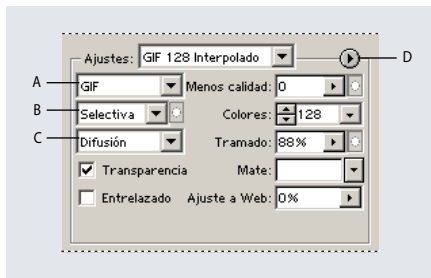 Ajustes: GIF 128 Interpolado D
A GIF Menos calidad: 0
B Selectiva Colores: 128
C Difusión Tramado: 88%
Transparencia Mate:
Entrelazado Ajuste a Web: 0%